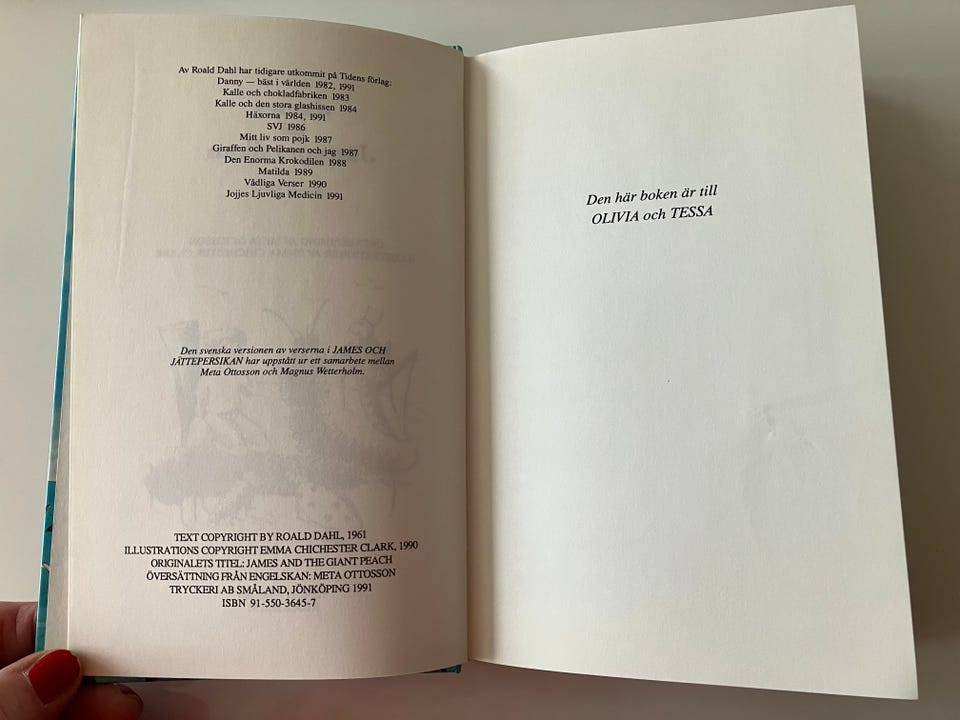 Av Roald Dahl har tidigare utkommit på Tidens förlag:
Danny — bäst i världen 1982, 1991
Kalle och chokladfabriken 1983
Kalle och den stora glashissen 1984
Häxorna 1984, 1991
SVJ 1986
Mitt liv som pojk 1987
Giraffen och Pelikanen och jag 1987
Den Enorma Krokodilen 1988
Matilda 1989
Vådliga Verser 1990
Jojjes Ljuvliga Medicin 1991
Den svenska versionen av verserna i JAMES OCH
JÄTTEPERSIKAN har uppstått ur ett samarbete mellan
Meta Ottosson och Magnus Wetterholm.
TEXT COPYRIGHT BY ROALD DAHL, 1961
ILLUSTRATIONS COPYRIGHT EMMA CHICHESTER CLARK, 1990
ORIGINALETS TITEL: JAMES AND THE GIANT PEACH
ÖVERSÄTTNING FRÅN ENGELSKAN: META OTTOSSON
TRYCKERI AB SMÅLAND, JÖNKÖPING 1991
ISBN 91-550-3645-7
Den här boken är till
OLIVIA och TESSA